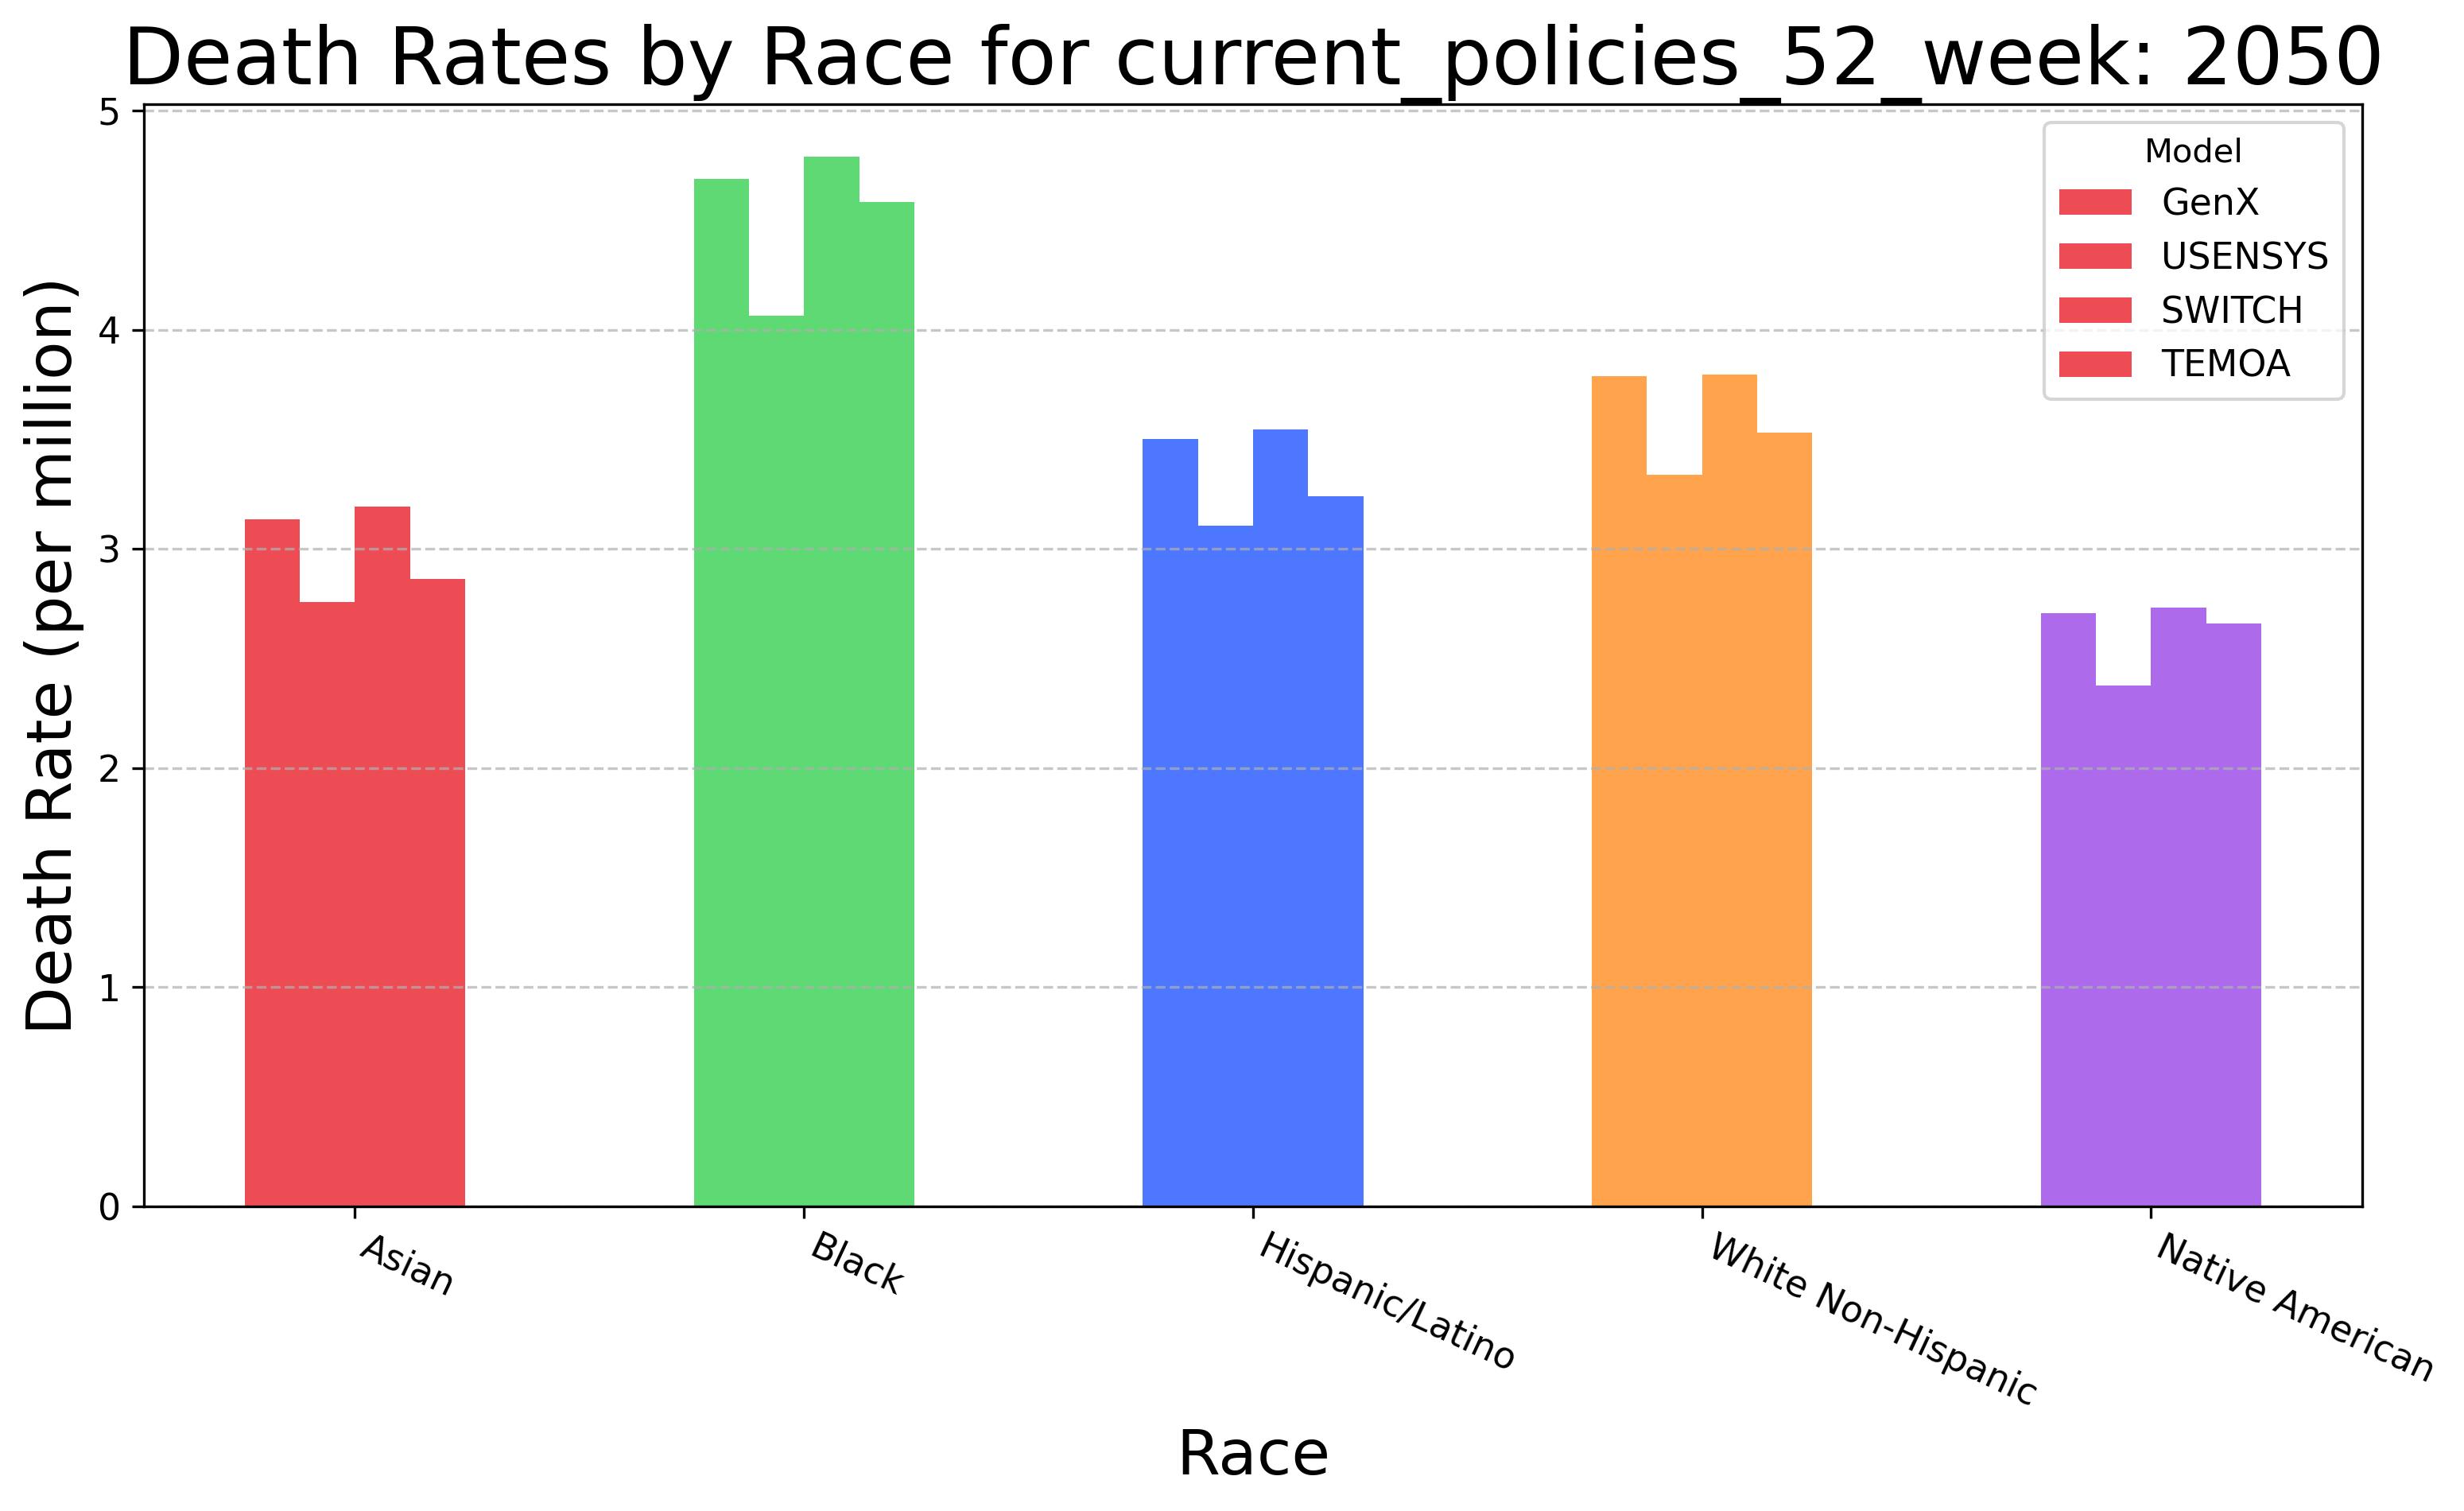 Death Rates by Race for current_policies_52_week: 2050
Death Rate (per million)
5
4
3
2
1
0
Model
GenX
USENSYS
SWITCH
TEMOA
Asian
Black
Hispanic/Latino
White Non-Hispanic
Native American
Race